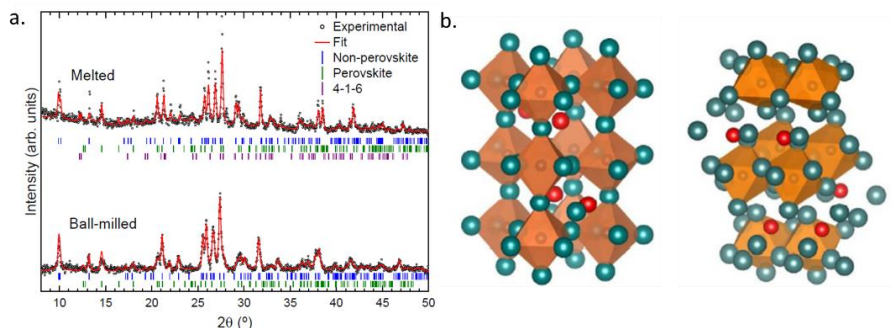 a.
b.
Experimental
Fit
Non-perovskite
Perovskite
4-1-6
Melted
Ball-milled
Intensity (arb. units)
10 15 20 25 30 35 40 45 50
2θ (º)